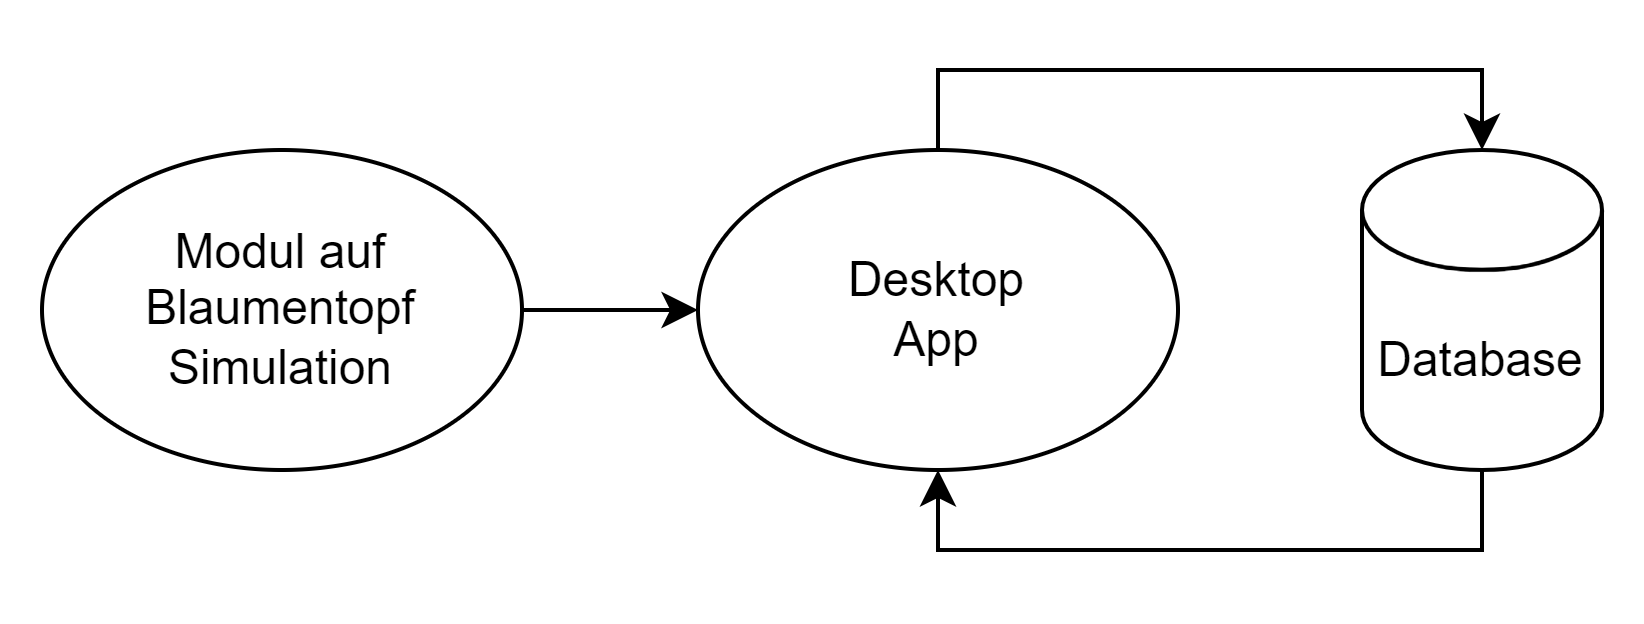 Modul auf
Blaumentopf
Simulation
Desktop
App
Database